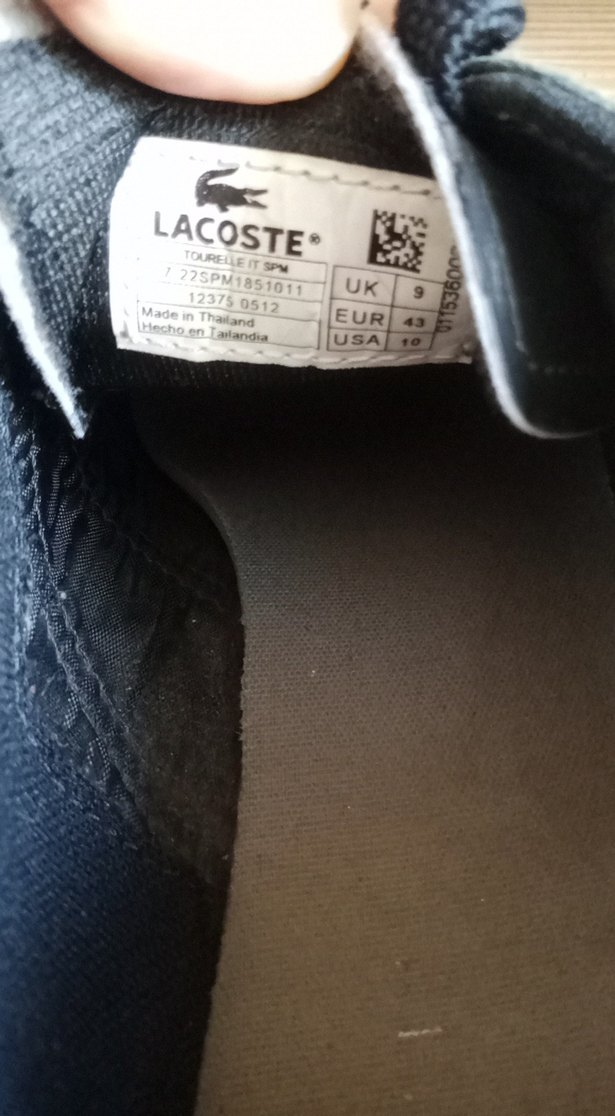 LACOSTE®
TOURELLE IT SPM
7 22SPM1851011
12375 0512
Made in Thailand
Hecho en Tailandia
UK 9
EUR 43
USA 10